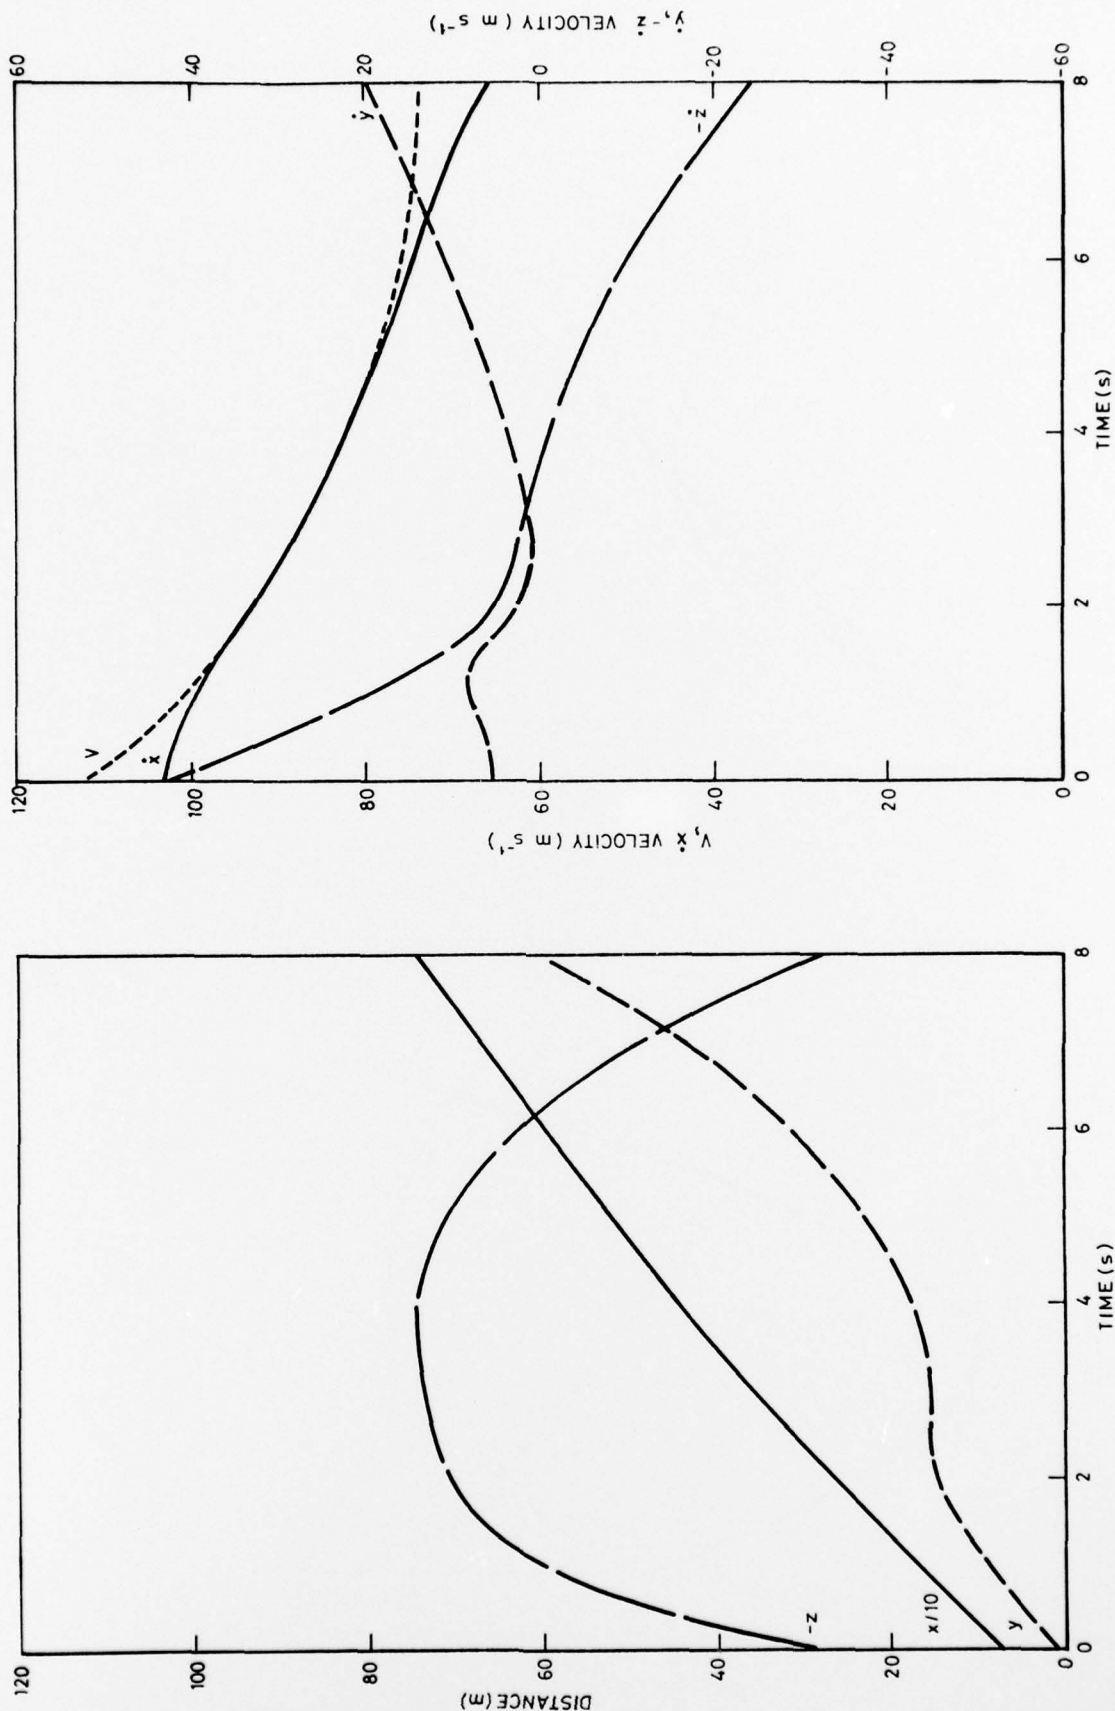 120
100
80
60
40
20
0
DISTANCE (m)
-z
x/10
y
0
2
4
6
8
TIME (s)
120
100
80
60
40
20
0
V, ẋ VELOCITY (m s⁻¹)
V
ẋ
ẏ
-ż
60
40
20
0
-20
-40
-60
ẏ, -ż VELOCITY (m s⁻¹)
0
2
4
6
8
TIME (s)